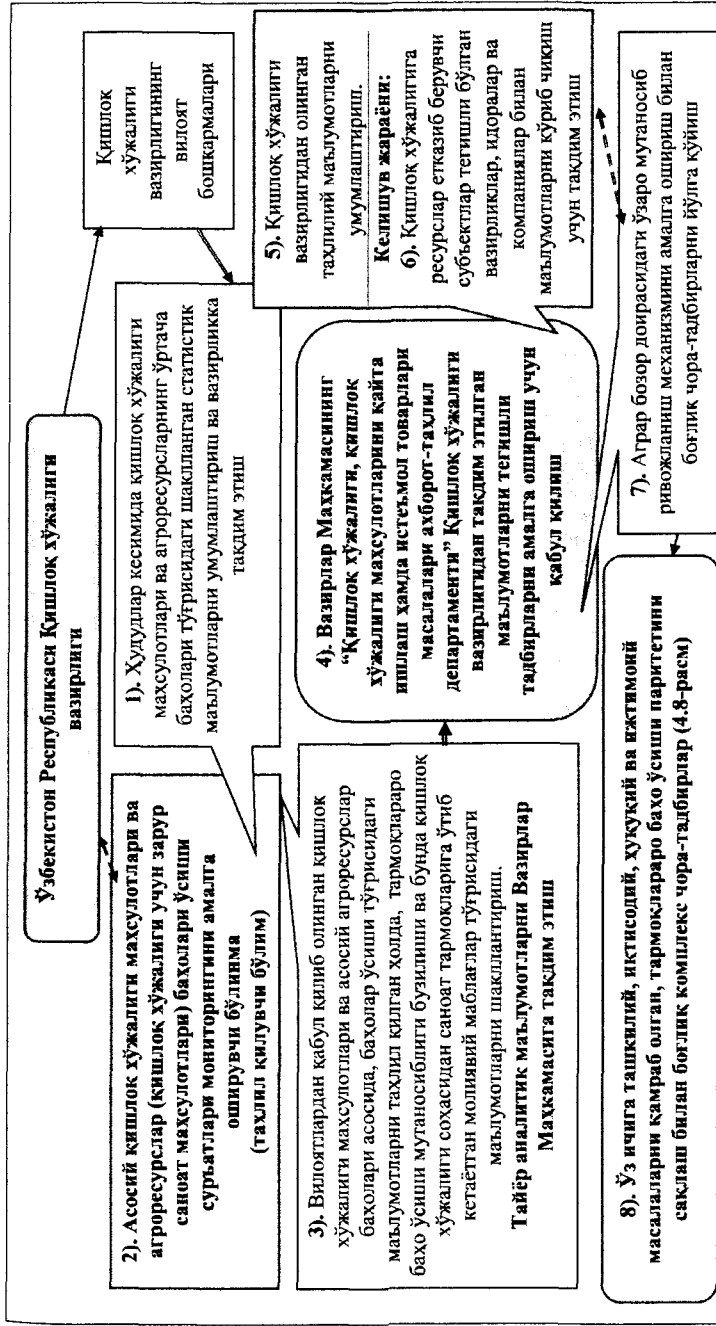 Ўзбекистон Республикаси Қишлоқ хўжалиги
вазирлиги
Қишлоқ
хўжалиги
вазирлигининг
вилоят
бошқармалари
1). Ҳудудлар кесимида қишлоқ хўжалиги
маҳсулотлари ва агроресурсларнинг ўртача
баҳолари тўғрисидаги шаклланган статистик
маълумотларни умумлаштириш ва вазирликка
тақдим этиш
2). Асосий қишлоқ хўжалиги маҳсулотлари ва
агроресурслар (қишлоқ хўжалиги учун зарур
саноат маҳсулотлари) баҳолари ўсиши
суръатлари мониторингини амалга
оширувчи бўлинма
(таҳлил қилувчи бўлим)
3). Вилоятлардан қабул қилиб олинган қишлоқ
хўжалиги маҳсулотлари ва асосий агроресурслар
баҳолари асосида, баҳолар ўсиши тўғрисидаги
маълумотларни таҳлил қилган ҳолда, тармоқлараро
баҳо ўсиши мутаносиблиги бузилиши ва бунда қишлоқ
хўжалиги соҳасидан саноат тармоқларига ўтиб
кетаётган молиявий маблағлар тўғрисидаги
маълумотларни шакллантириш.
Тайёр аналитик маълумотларни Вазирлар
Маҳкамасига тақдим этиш
4). Вазирлар Маҳкамасининг
“Қишлоқ хўжалиги, қишлоқ
хўжалиги маҳсулотларини қайта
ишлаш ҳамда истеъмол товарлари
масалалари ахборот-таҳлил
департаменти” Қишлоқ хўжалиги
вазирлигидан тақдим этилган
маълумотларни тегишли
тадбирларни амалга ошириш учун
қабул қилиш
5). Қишлоқ хўжалиги
вазирлигидан олинган
таҳлилий маълумотларни
умумлаштириш.
Келишув жараёни:
6). Қишлоқ хўжалигига
ресурслар етказиб берувчи
субъектлар тегишли бўлган
вазирликлар, идоралар ва
компаниялар билан
маълумотларни кўриб чиқиш
учун тақдим этиш
7). Аграр бозор доирасидаги ўзаро мутаносиб
ривожланиш механизмини амалга ошириш билан
боғлиқ чора-тадбирларни йўлга қўйиш
8). Ўз ичига ташкилий, иқтисодий, ҳуқуқий ва ижтимоий
масалаларни қамраб олган, тармоқлараро баҳо ўсиши паритетини
сақлаш билан боғлиқ комплекс чора-тадбирлар (4.8-расм)